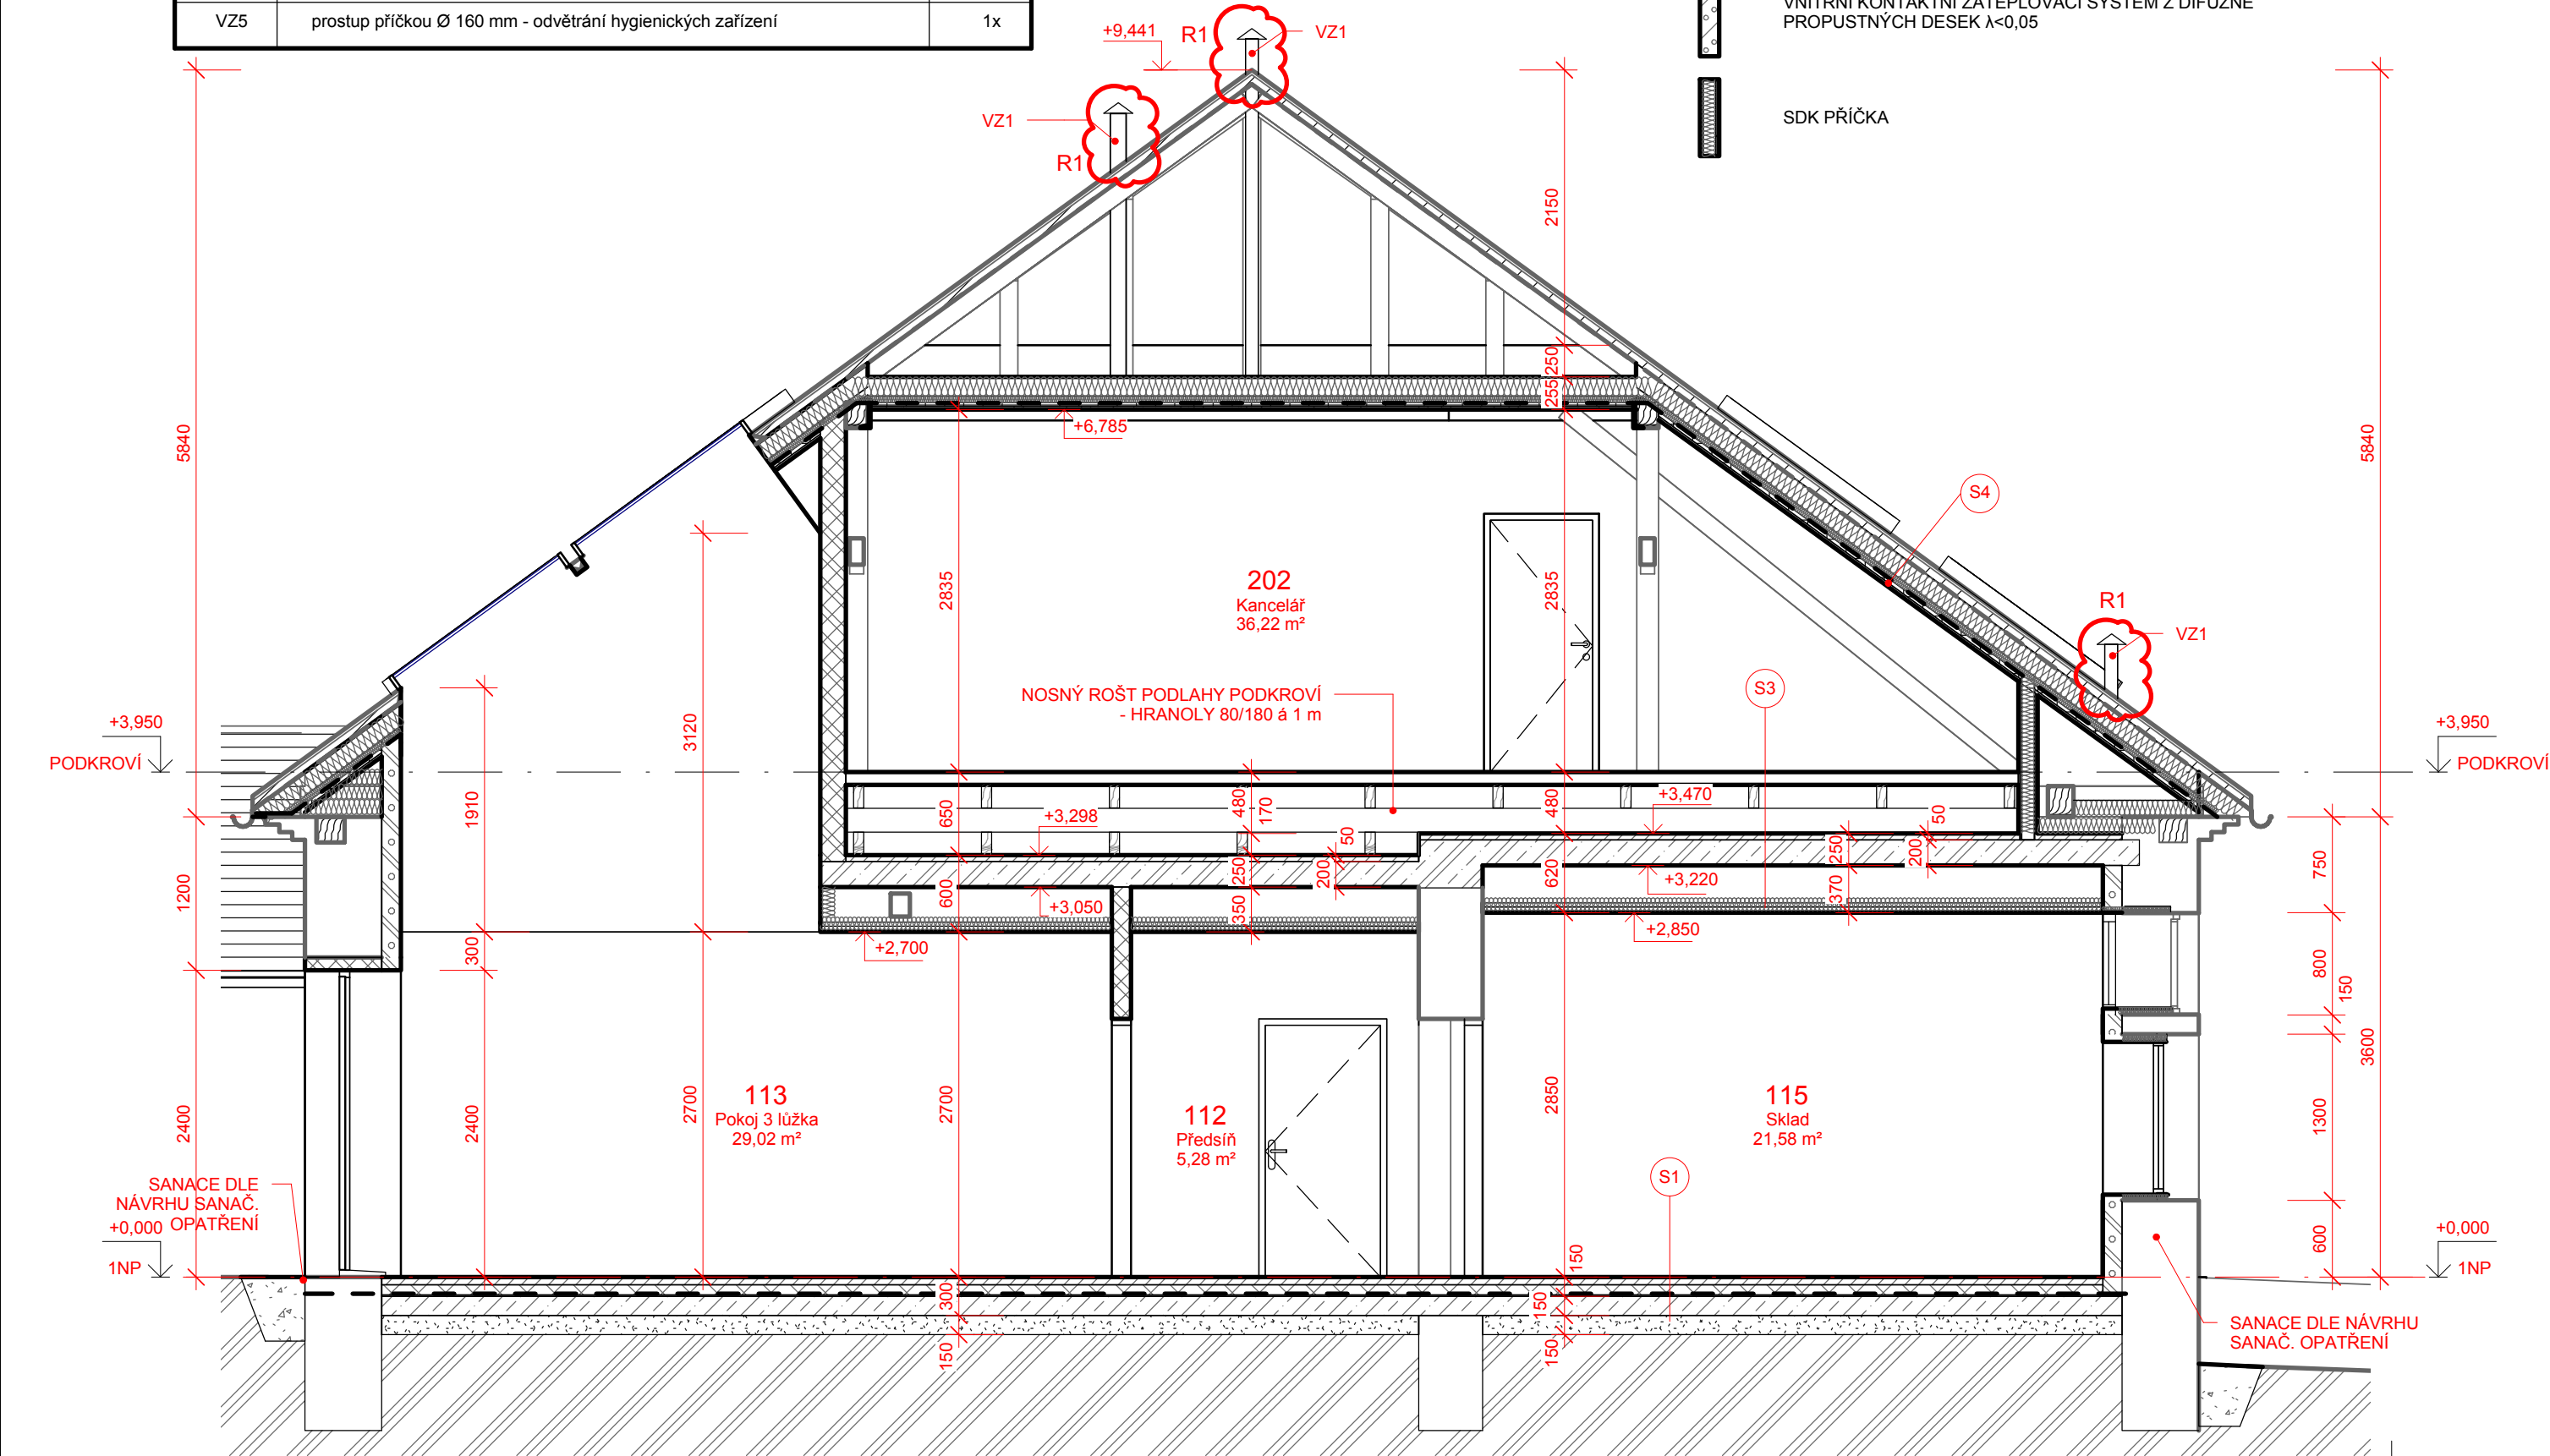 VZ5 prostup příčkou Ø 160 mm - odvětrání hygienických zařízení 1x
VNITŘNÍ KONTAKTNÍ ZATEPLOVACÍ SYSTÉM Z DIFUZNĚ
PROPUSTNÝCH DESEK λ<0,05
SDK PŘÍČKA
+9,441
R1
VZ1
VZ1
R1
5840
2150
250
255
5840
+6,785
S4
2835
202
Kancelář
36,22 m²
2835
R1
VZ1
NOSNÝ ROŠT PODLAHY PODKROVÍ
- HRANOLY 80/180 á 1 m
S3
+3,950
PODKROVÍ
+3,950
PODKROVÍ
1910
3120
650
480
170
480
+3,470
50
+3,298
50
250
200
620
250
200
+3,220
370
750
1200
600
+3,050
350
+2,850
+2,700
300
800
150
3600
2400
2400
2700
113
Pokoj 3 lůžka
29,02 m²
2700
112
Předsíň
5,28 m²
2850
115
Sklad
21,58 m²
1300
S1
SANACE DLE
NÁVRHU SANAČ.
OPATŘENÍ
+0,000
1NP
600
+0,000
1NP
150
300
150
150
150
SANACE DLE NÁVRHU
SANAČ. OPATŘENÍ